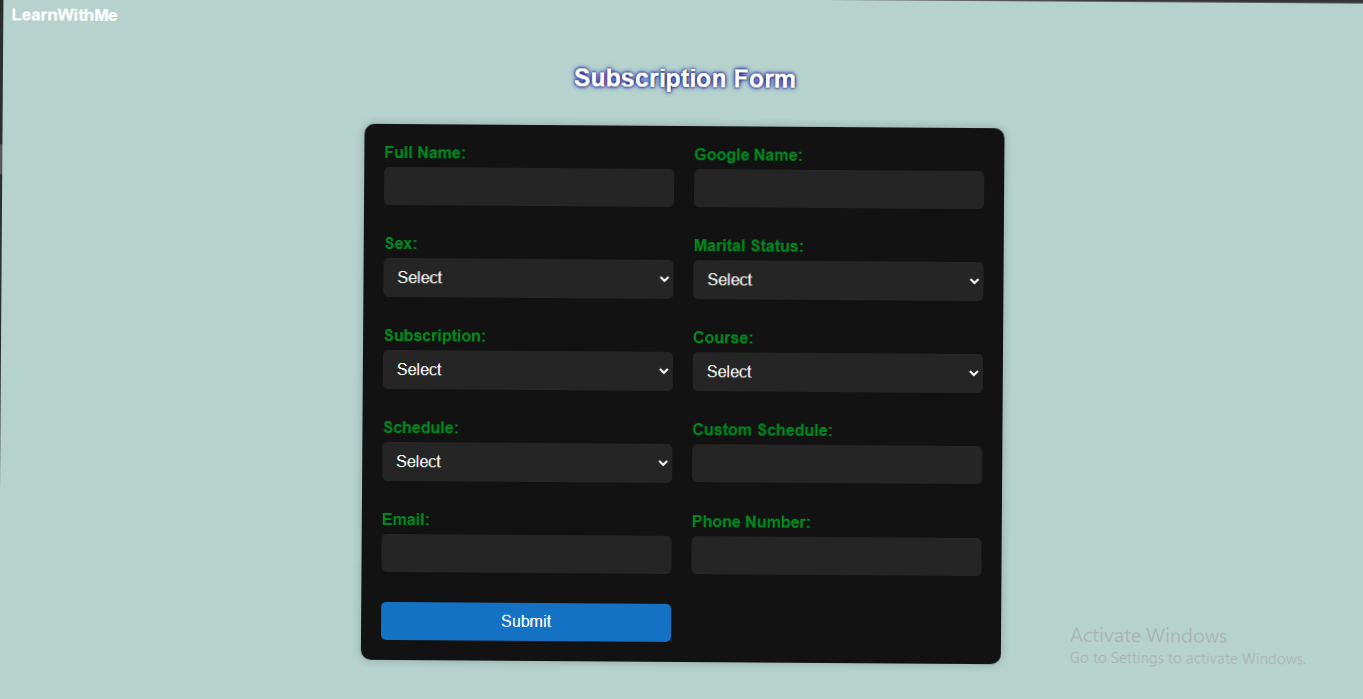 LearnWithMe
Subscription Form
Full Name:
Google Name:
Sex:
Marital Status:
Select
Select
Subscription:
Course:
Select
Select
Schedule:
Custom Schedule:
Select
Email:
Phone Number:
Submit
Activate Windows
Go to Settings to activate Windows.